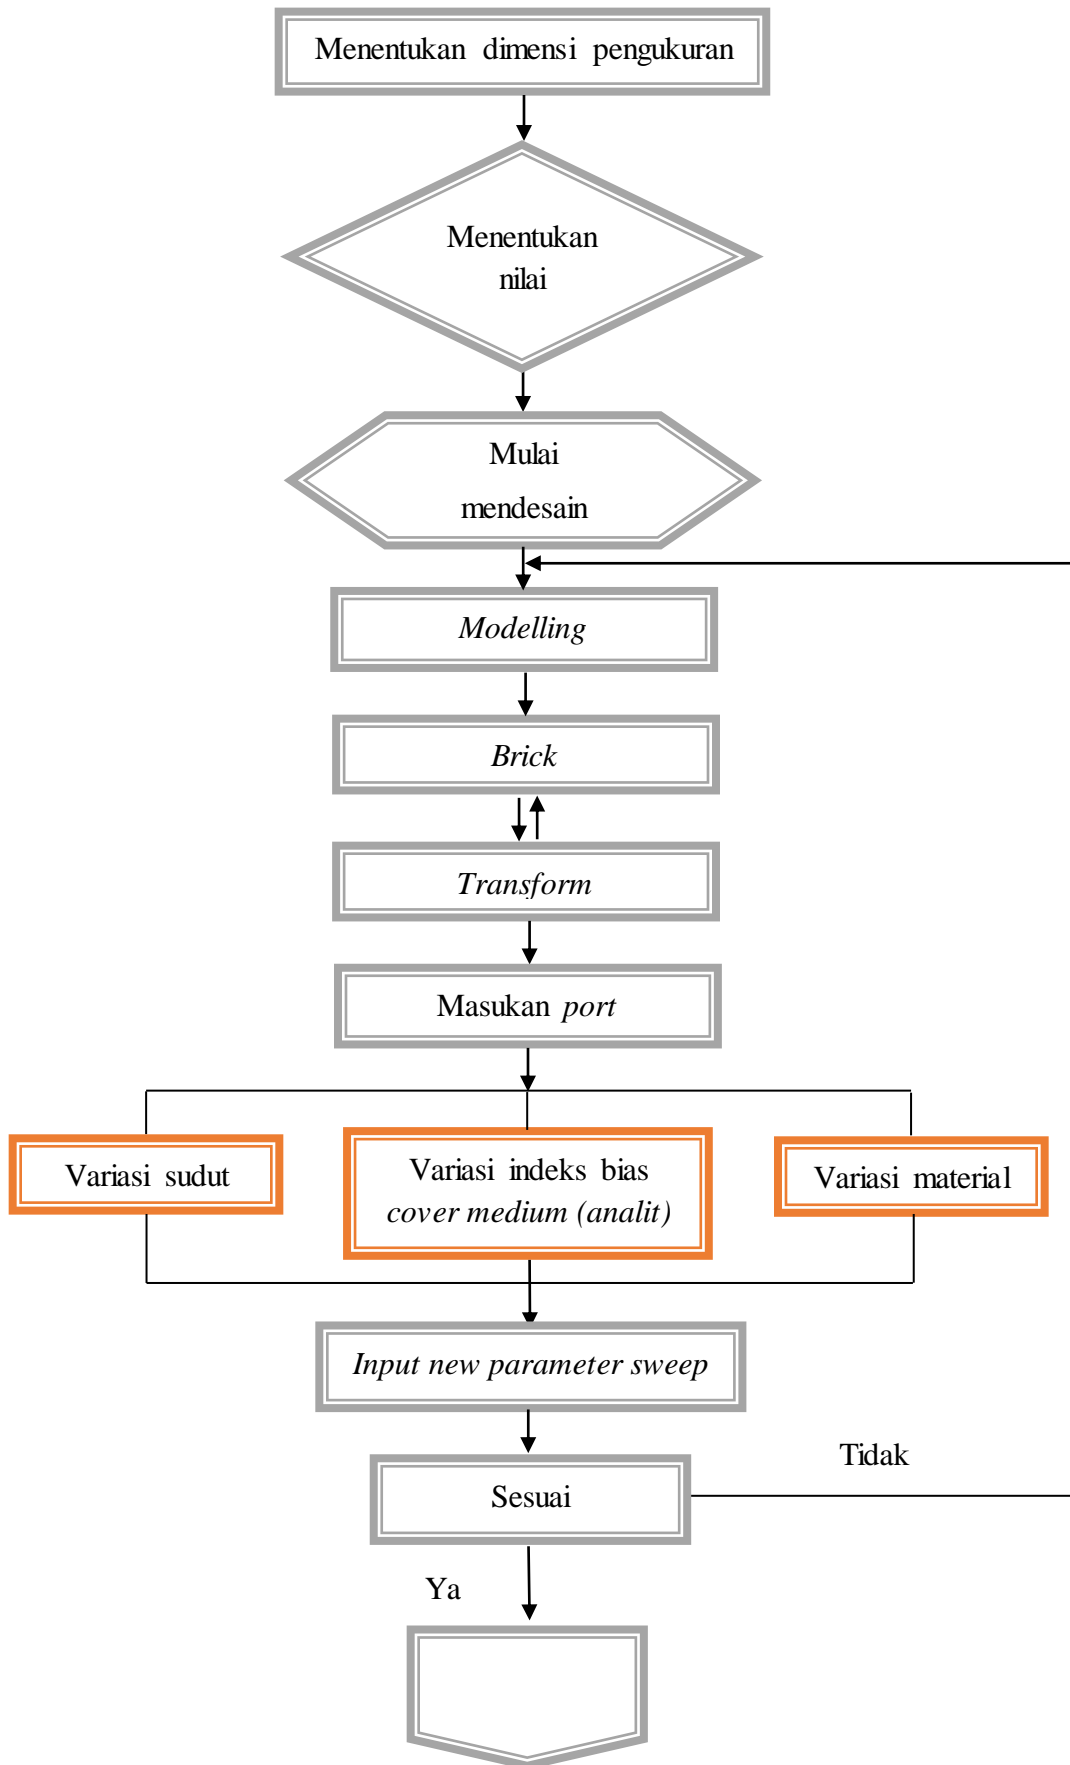 Menentukan dimensi pengukuran
Menentukan
nilai
Mulai
mendesain
Modelling
Brick
Transform
Masukan port
Variasi sudut
Variasi indeks bias
cover medium (analit)
Variasi material
Input new parameter sweep
Sesuai
Tidak
Ya